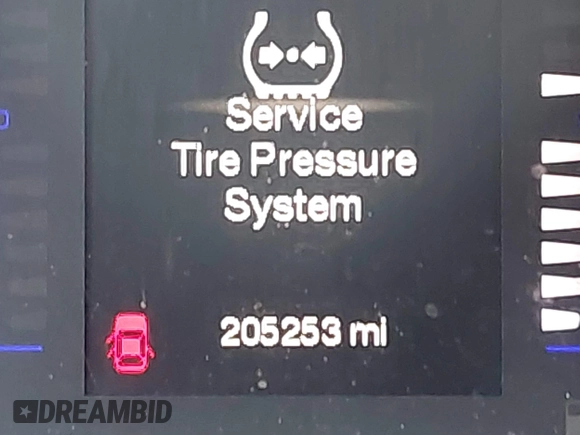 Service
Tire Pressure
System
205253 mi
DREAMBID